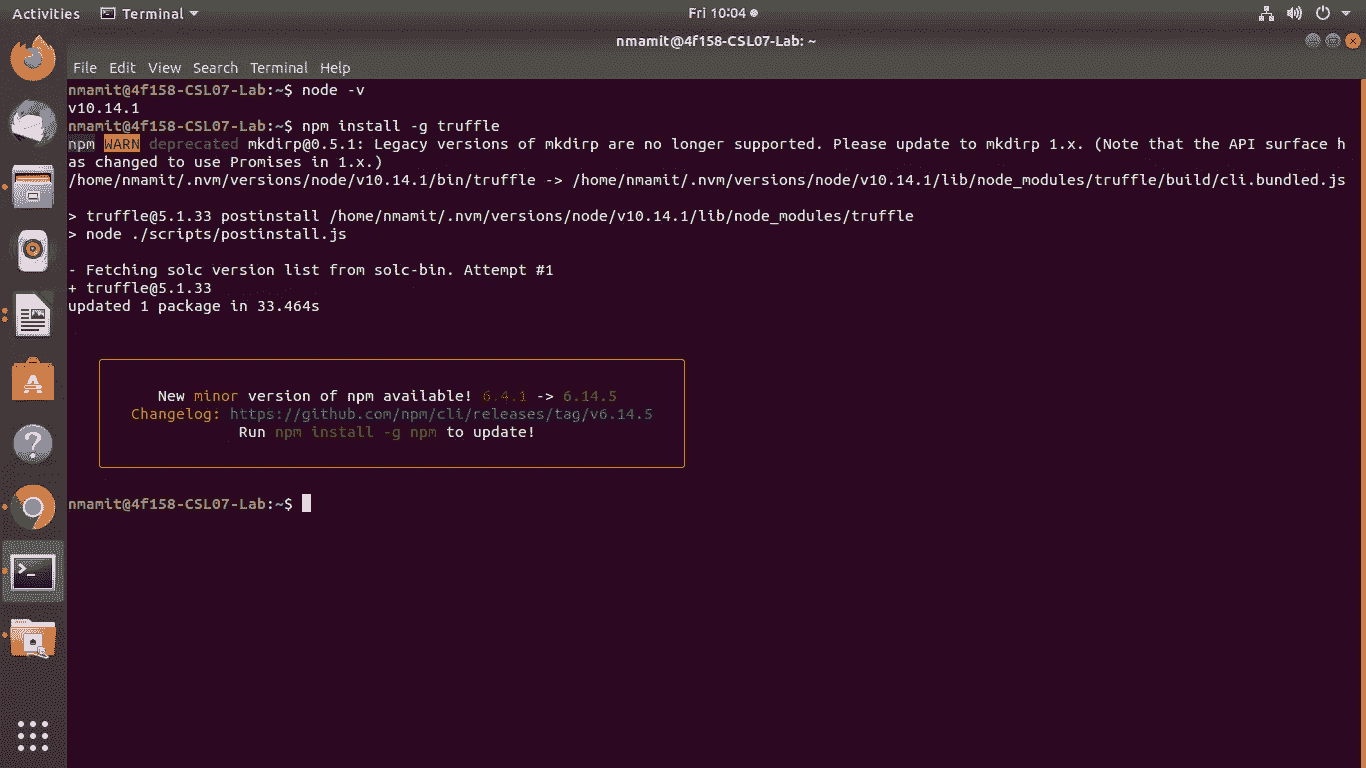 Activities Terminal Fri 10:04
nmamit@4f158-CSL07-Lab: ~
File Edit View Search Terminal Help
nmamit@4f158-CSL07-Lab:~$ node -v
v10.14.1
nmamit@4f158-CSL07-Lab:~$ npm install -g truffle
npm WARN deprecated mkdirp@0.5.1: Legacy versions of mkdirp are no longer supported. Please update to mkdirp 1.x. (Note that the API surface h
as changed to use Promises in 1.x.)
/home/nmamit/.nvm/versions/node/v10.14.1/bin/truffle -> /home/nmamit/.nvm/versions/node/v10.14.1/lib/node_modules/truffle/build/cli.bundled.js
> truffle@5.1.33 postinstall /home/nmamit/.nvm/versions/node/v10.14.1/lib/node_modules/truffle
> node ./scripts/postinstall.js
- Fetching solc version list from solc-bin. Attempt #1
+ truffle@5.1.33
updated 1 package in 33.464s
New minor version of npm available! 6.4.1 -> 6.14.5
Changelog: https://github.com/npm/cli/releases/tag/v6.14.5
Run npm install -g npm to update!
nmamit@4f158-CSL07-Lab:~$